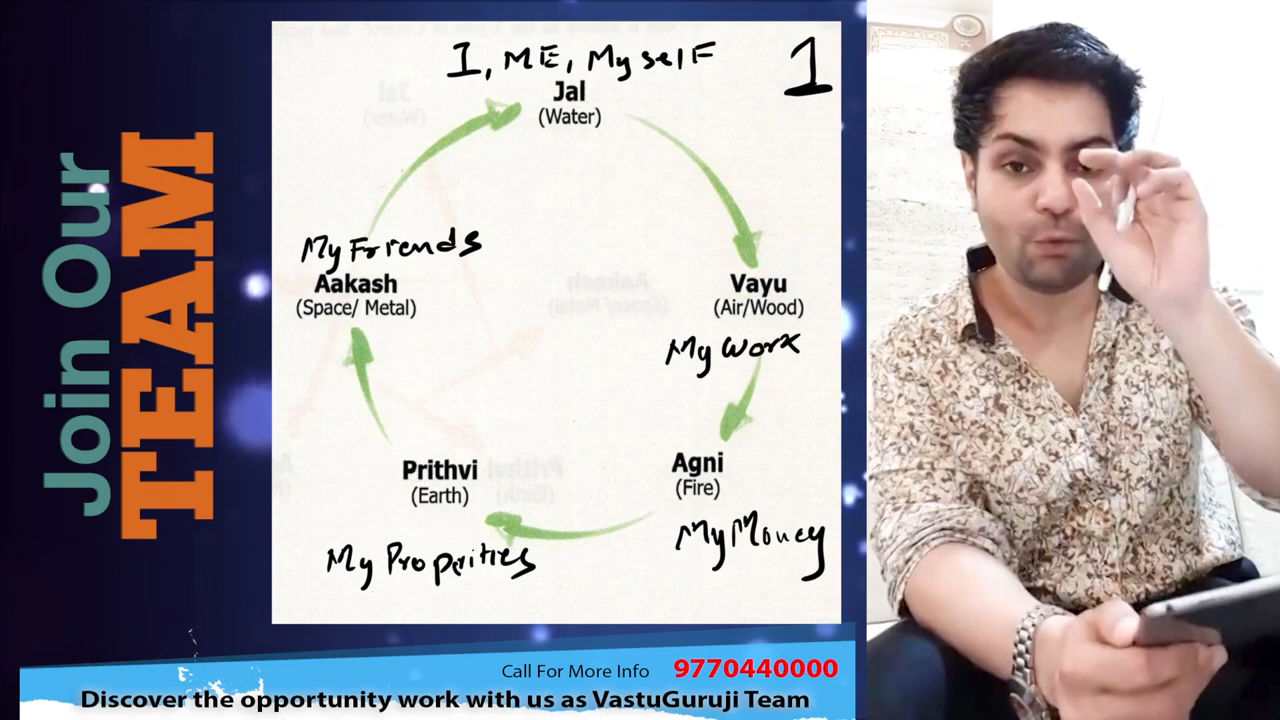 Join Our
TEAM
I, ME, Myself
1
Jal
(Water)
My Friends
Aakash
(Space/ Metal)
Vayu
(Air/Wood)
My Work
Prithvi
(Earth)
Agni
(Fire)
My Properities
My Money
Call For More Info 9770440000
Discover the opportunity work with us as VastuGuruji Team